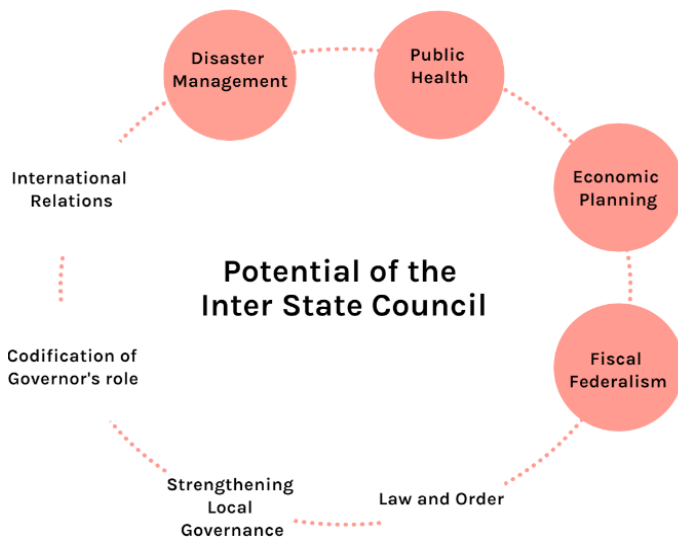 Potential of the
Inter State Council
Disaster
Management
Public
Health
Economic
Planning
Fiscal
Federalism
Law and Order
Strengthening
Local
Governance
Codification of
Governor's role
International
Relations